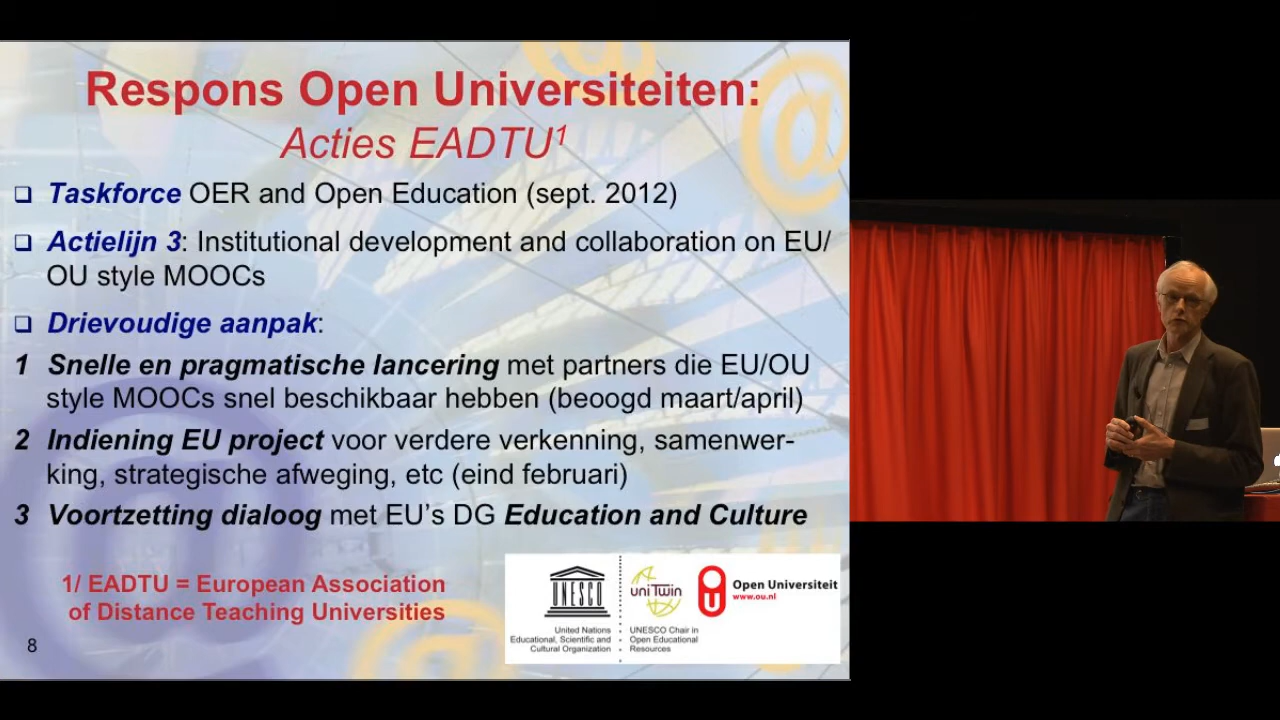 Respons Open Universiteiten:
Acties EADTU¹
❑ Taskforce OER and Open Education (sept. 2012)
❑ Actielijn 3: Institutional development and collaboration on EU/
OU style MOOCs
❑ Drievoudige aanpak:
1 Snelle en pragmatische lancering met partners die EU/OU
style MOOCs snel beschikbaar hebben (beoogd maart/april)
2 Indiening EU project voor verdere verkenning, samenwer-
king, strategische afweging, etc (eind februari)
3 Voortzetting dialoog met EU's DG Education and Culture
1/ EADTU = European Association
of Distance Teaching Universities
8
UNESCO
United Nations
Educational, Scientific and
Cultural Organization
uniTwin
UNESCO Chair in
Open Educational
Resources
OU
Open Universiteit
www.ou.nl